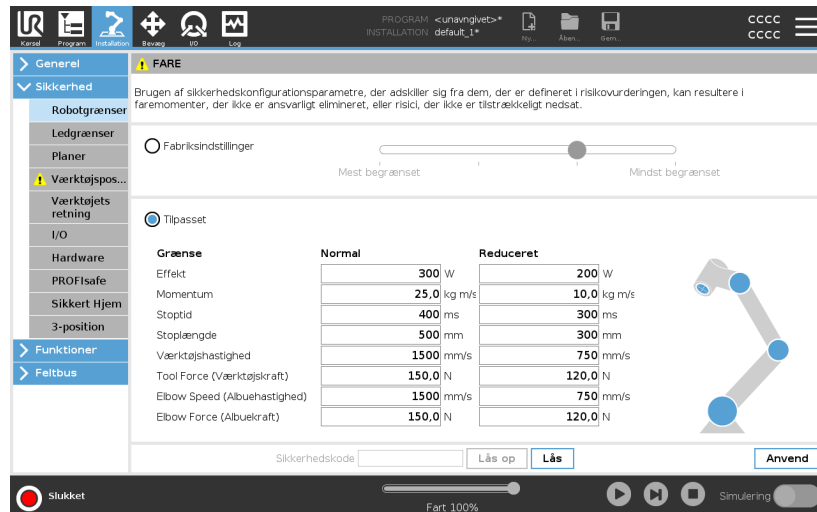 PROGRAM <unavngivet>*
INSTALLATION default_1*
CCCC
CCCC
UR
Kørsel Program Installation Bevæg I/O Log Ny... Åben... Gem...
Generel
Sikkerhed
Robotgrænser
Ledgrænser
Planer
Værktøjspos...
Værktøjets
retning
I/O
Hardware
PROFIsafe
Sikkert Hjem
3-position
Funktioner
Feltbus
FARE
Brugen af sikkerhedskonfigurationsparametre, der adskiller sig fra dem, der er defineret i risikovurderingen, kan resultere i
faremomenter, der ikke er ansvarligt elimineret, eller risici, der ikke er tilstrækkeligt nedsat.
Fabriksindstillinger
Mest begrænset Mindst begrænset
Tilpasset
Grænse Normal Reduceret
Effekt 300 W 200 W
Momentum 25,0 kg m/s 10,0 kg m/s
Stoptid 400 ms 300 ms
Stoplængde 500 mm 300 mm
Værktøjshastighed 1500 mm/s 750 mm/s
Tool Force (Værktøjskraft) 150,0 N 120,0 N
Elbow Speed (Albuehastighed) 1500 mm/s 750 mm/s
Elbow Force (Albuekraft) 150,0 N 120,0 N
Sikkerhedskode Lås op Lås Anvend
Slukket
Fart 100%
Simulering